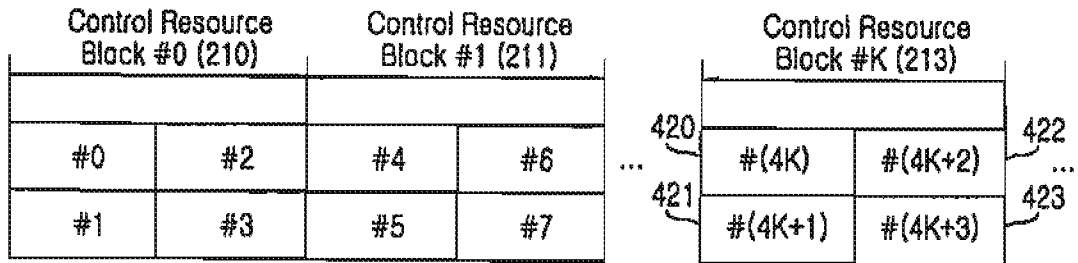 Control Resource
Block #0 (210)
Control Resource
Block #1 (211)
Control Resource
Block #K (213)
#0 #2 #4 #6 ... 420 #(4K) #(4K+2) 422 ...
#1 #3 #5 #7 421 #(4K+1) #(4K+3) 423